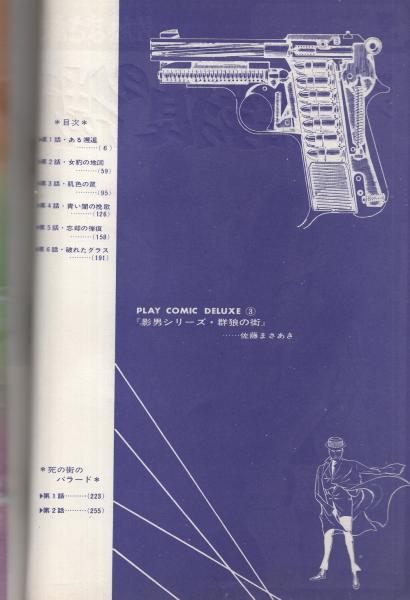 ＊目次＊
第1話・ある邂逅
………(6)
第2話・女豹の地図
………(59)
第3話・肌色の罠
………(95)
第4話・青い闇の挽歌
………(126)
第5話・忘却の弾痕
………(158)
第6話・破れたグラス
………(191)
PLAY COMIC DELUXE ③
『影男シリーズ・群狼の街』
……佐藤まさあき
＊死の街の
バラード＊
▶第1話………(223)
▶第2話………(255)